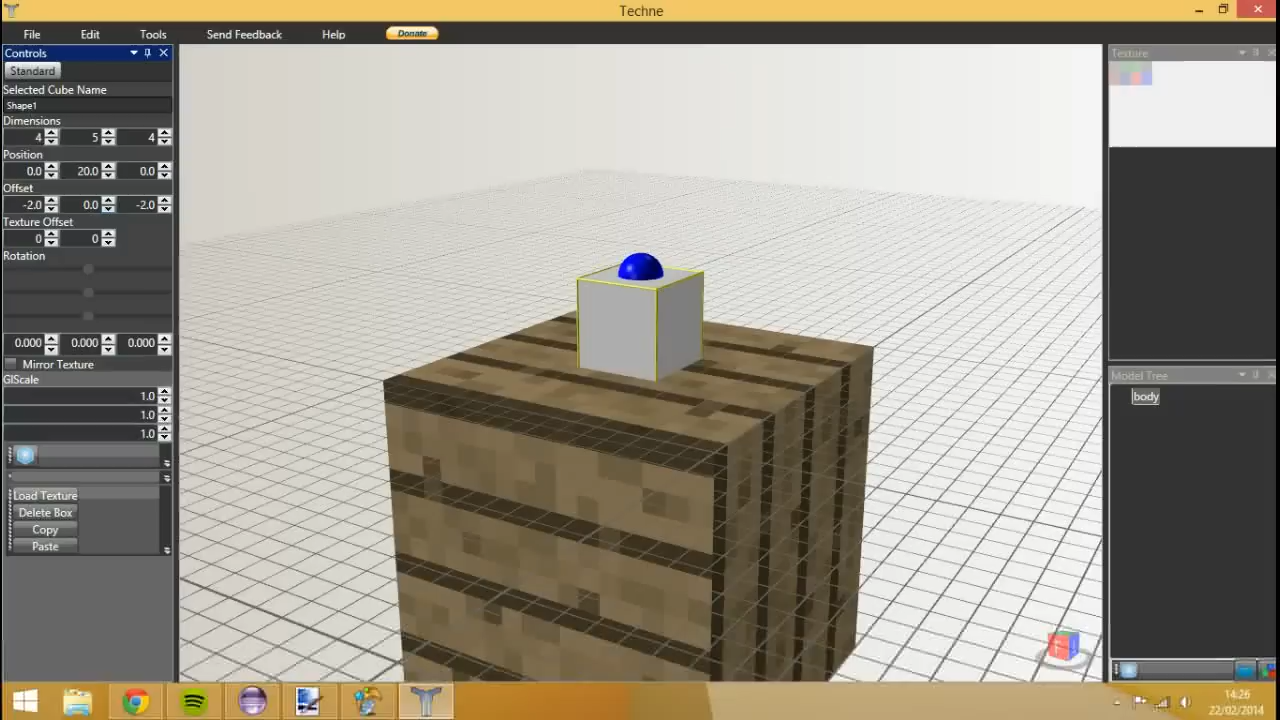 Techne
File Edit Tools Send Feedback Help Donate
Controls
Standard
Selected Cube Name
Shape1
Dimensions
4 5 4
Position
0.0 20.0 0.0
Offset
-2.0 0.0 -2.0
Texture Offset
0 0
Rotation
0.000 0.000 0.000
Mirror Texture
GlScale
1.0
1.0
1.0
Load Texture
Delete Box
Copy
Paste
Texture
Model Tree
body
14:26
22/02/2014